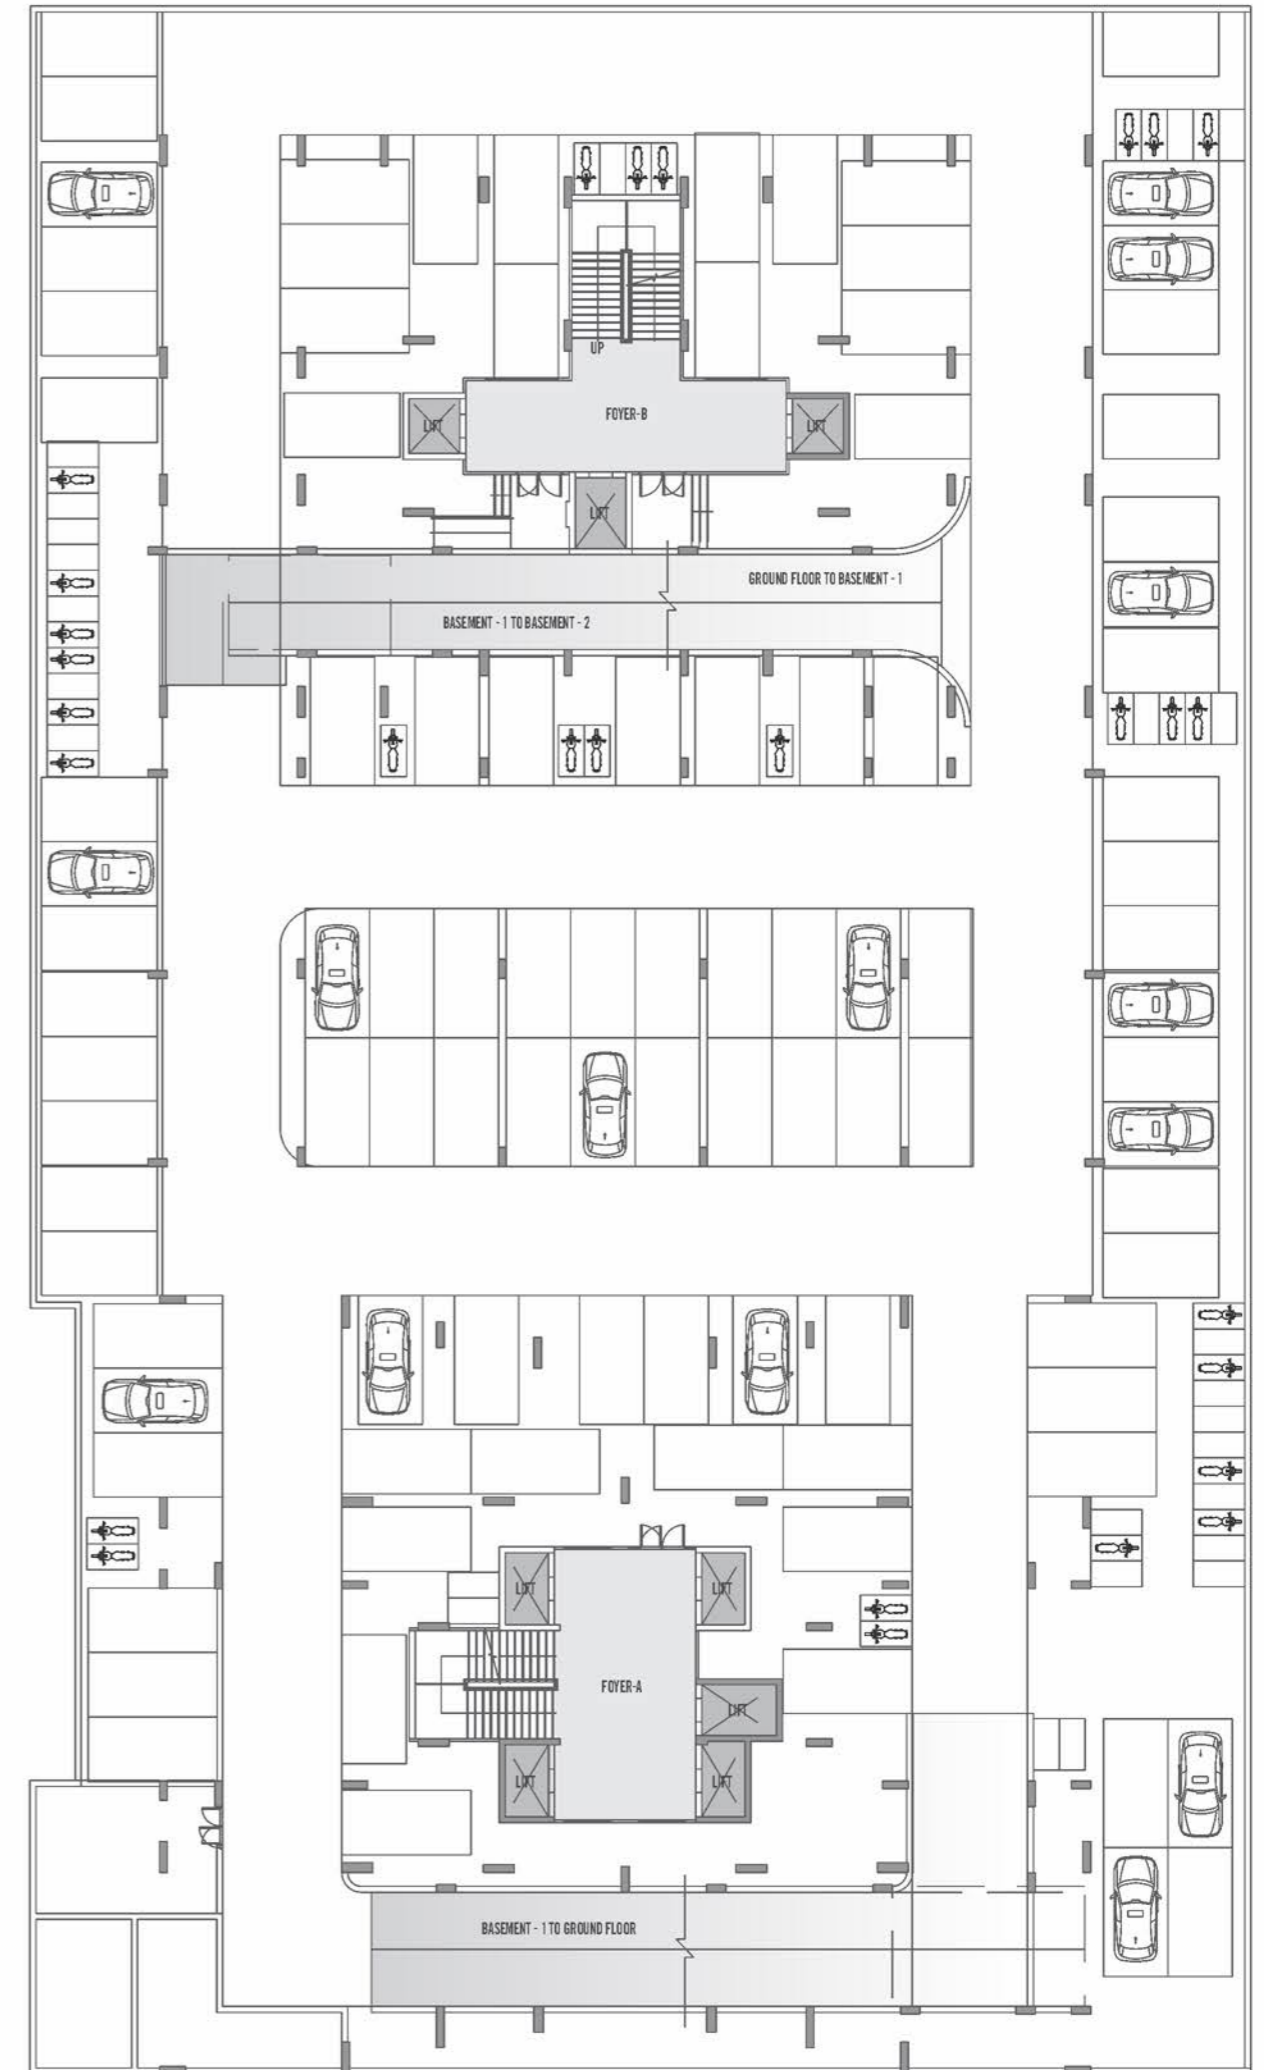 UP
FOYER-B
LIFT
LIFT
LIFT
GROUND FLOOR TO BASEMENT - 1
BASEMENT - 1 TO BASEMENT - 2
LIFT
LIFT
FOYER-A
LIFT
LIFT
LIFT
BASEMENT - 1 TO GROUND FLOOR